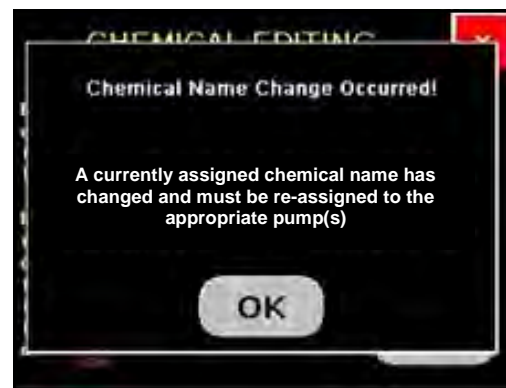 CHEMICAL EDITING
X
Chemical Name Change Occurred!
A currently assigned chemical name has
changed and must be re-assigned to the
appropriate pump(s)
OK